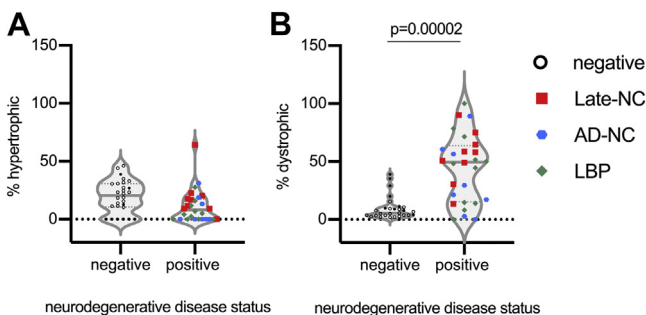 A
150
100
50
0
% hypertrophic
negative
positive
neurodegenerative disease status
B
p=0.00002
150
100
50
0
% dystrophic
negative
positive
neurodegenerative disease status
negative
Late-NC
AD-NC
LBP